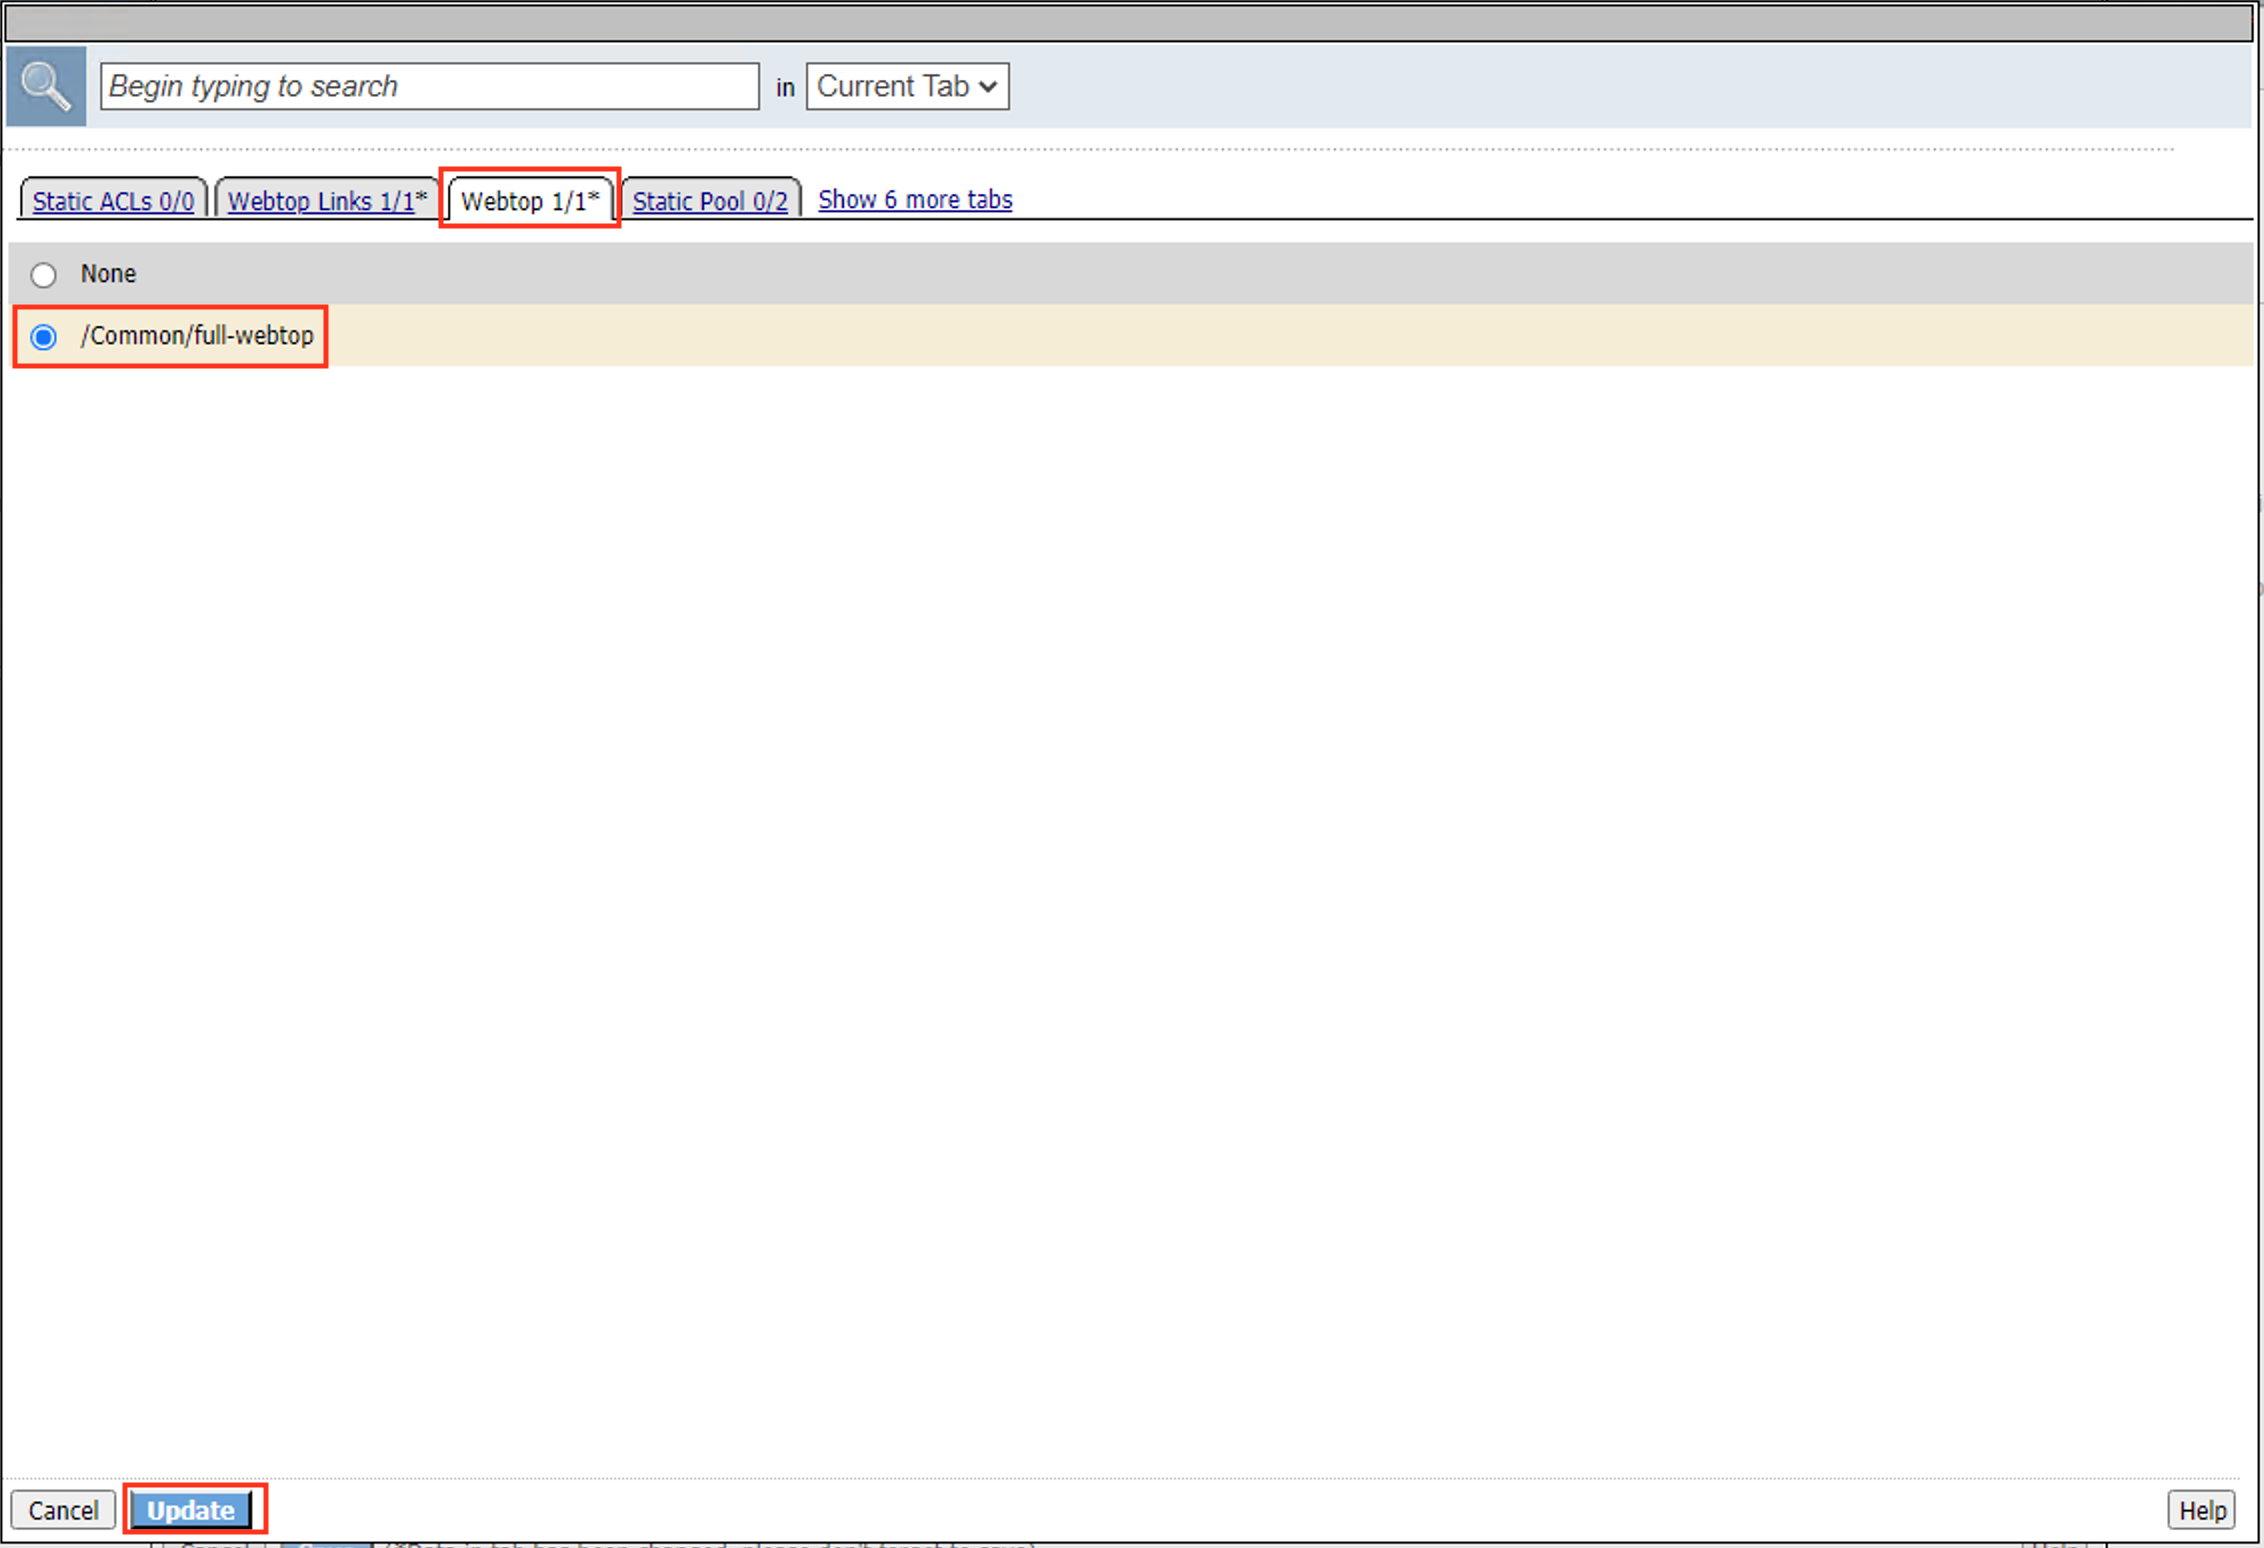 Begin typing to search in Current Tab
Static ACLs 0/0 Webtop Links 1/1* Webtop 1/1* Static Pool 0/2 Show 6 more tabs
None
/Common/full-webtop
Cancel Update Help